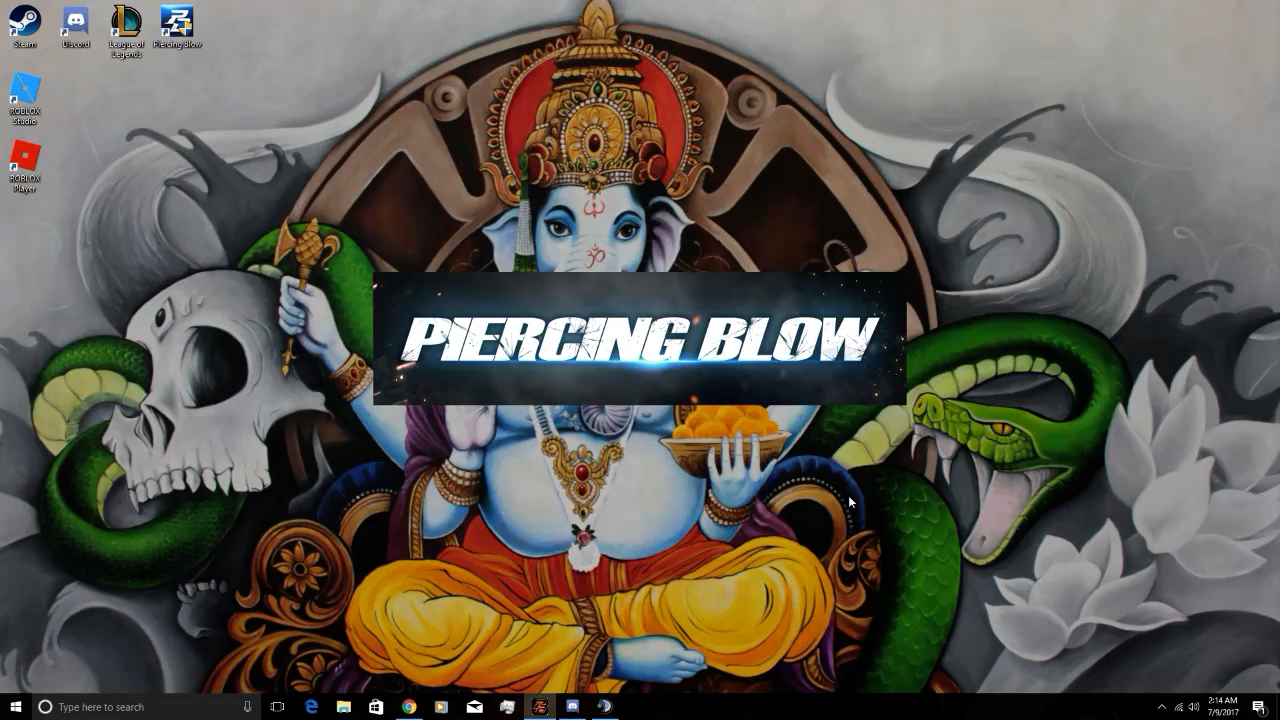 Steam
Discord
League of
Legends
Piercing Blow
ROBLOX
Studio
ROBLOX
Player
ॐ
PIERCING BLOW
Type here to search
2:14 AM
7/9/2017
1